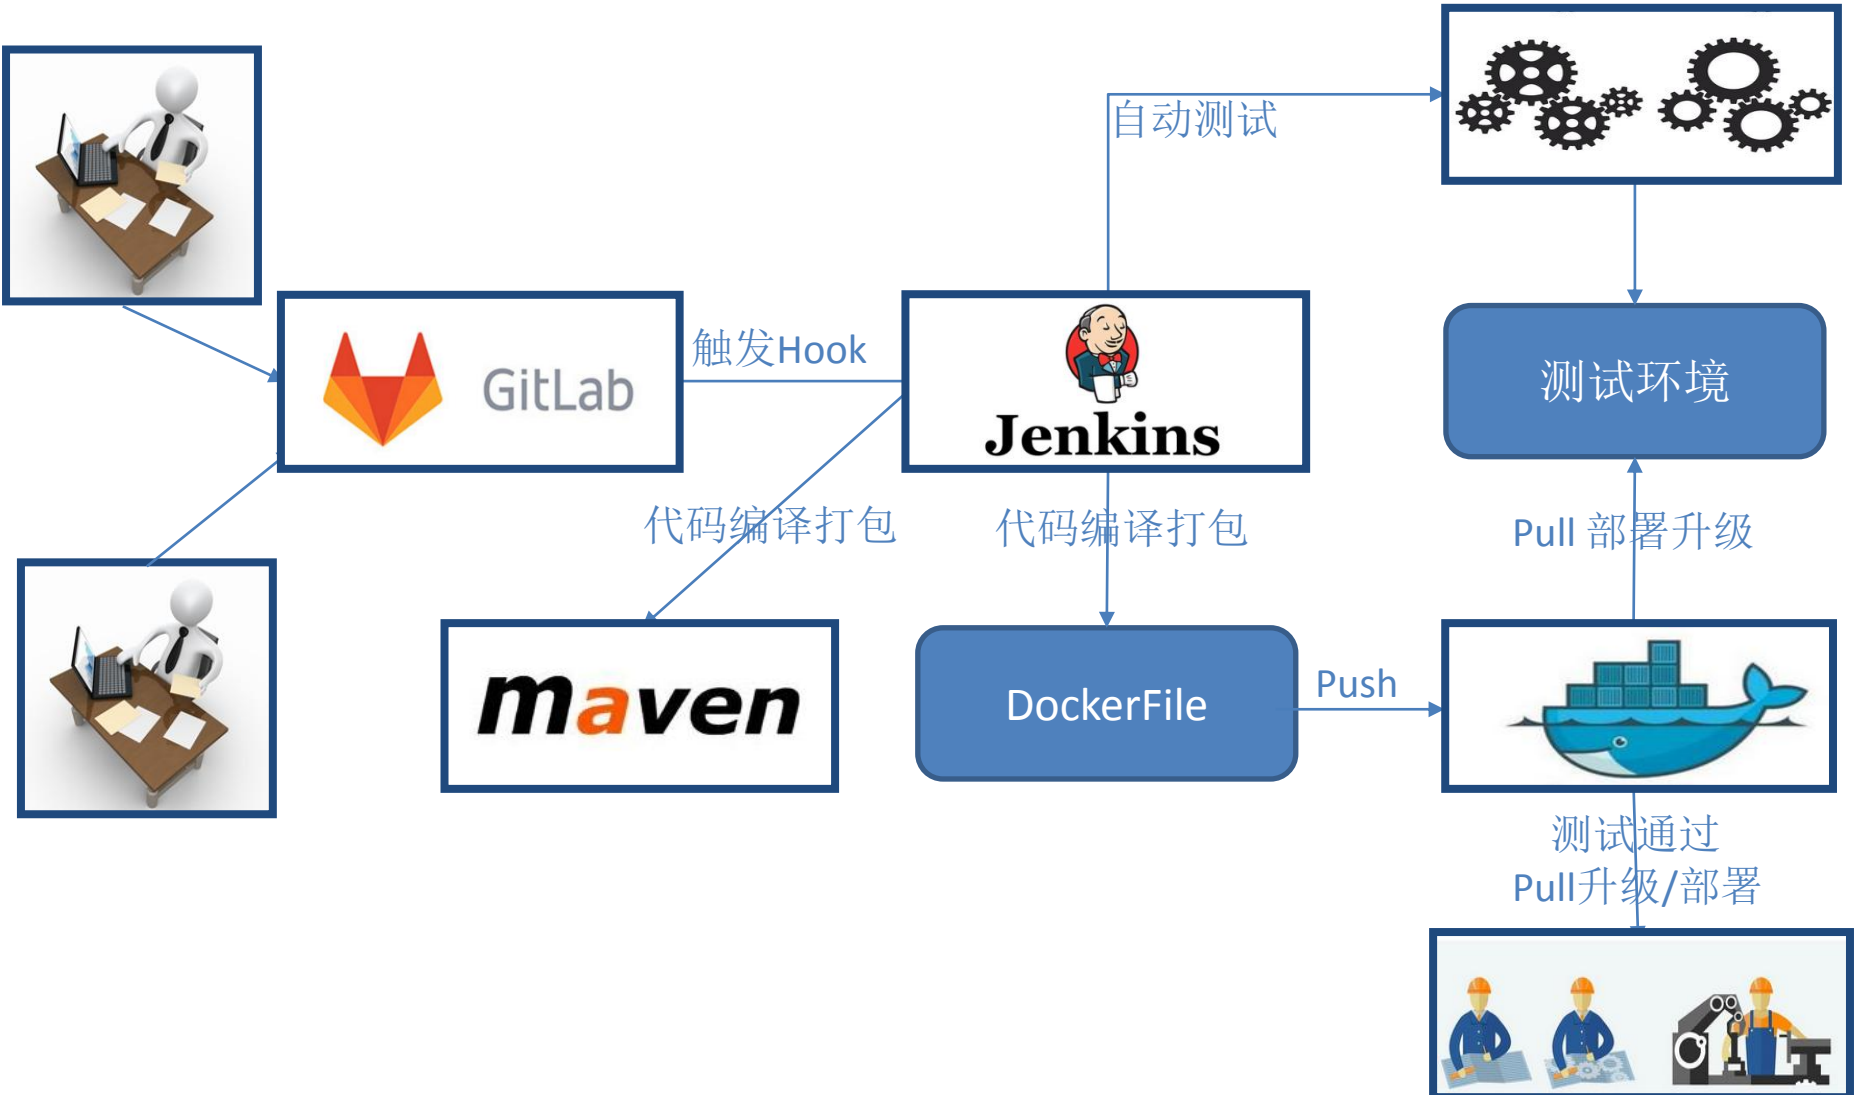 自动测试
触发Hook
GitLab
Jenkins
测试环境
代码编译打包
代码编译打包
Pull 部署升级
maven
DockerFile
Push
测试通过
Pull升级/部署